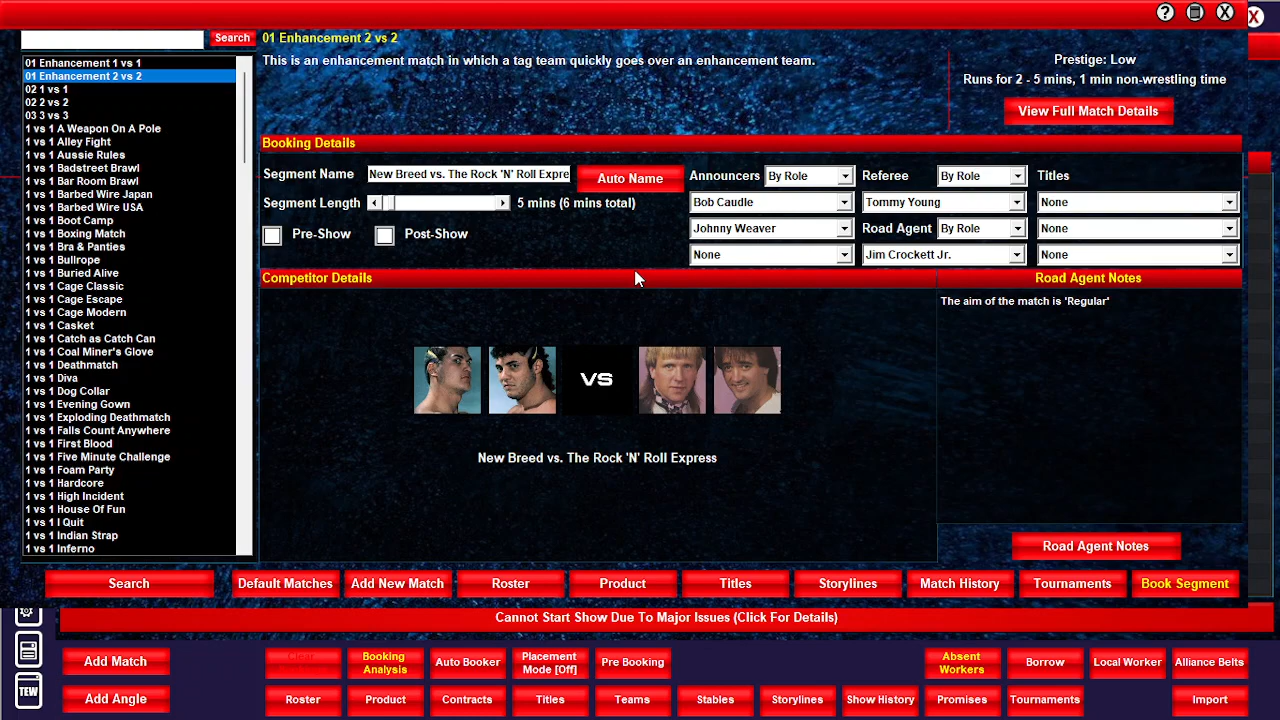 ? X X
Search
01 Enhancement 2 vs 2
This is an enhancement match in which a tag team quickly goes over an enhancement team.
Prestige: Low
Runs for 2 - 5 mins, 1 min non-wrestling time
View Full Match Details
01 Enhancement 1 vs 1
01 Enhancement 2 vs 2
02 1 vs 1
02 2 vs 2
03 3 vs 3
1 vs 1 A Weapon On A Pole
1 vs 1 Alley Fight
1 vs 1 Aussie Rules
1 vs 1 Badstreet Brawl
1 vs 1 Bar Room Brawl
1 vs 1 Barbed Wire Japan
1 vs 1 Barbed Wire USA
1 vs 1 Boot Camp
1 vs 1 Boxing Match
1 vs 1 Bra & Panties
1 vs 1 Bullrope
1 vs 1 Buried Alive
1 vs 1 Cage Classic
1 vs 1 Cage Escape
1 vs 1 Cage Modern
1 vs 1 Casket
1 vs 1 Catch as Catch Can
1 vs 1 Coal Miner's Glove
1 vs 1 Deathmatch
1 vs 1 Diva
1 vs 1 Dog Collar
1 vs 1 Evening Gown
1 vs 1 Exploding Deathmatch
1 vs 1 Falls Count Anywhere
1 vs 1 First Blood
1 vs 1 Five Minute Challenge
1 vs 1 Foam Party
1 vs 1 Hardcore
1 vs 1 High Incident
1 vs 1 House Of Fun
1 vs 1 I Quit
1 vs 1 Indian Strap
1 vs 1 Inferno
Booking Details
Segment Name New Breed vs. The Rock 'N' Roll Expre Auto Name
Segment Length 5 mins (6 mins total)
Pre-Show Post-Show
Announcers By Role Referee By Role Titles
Bob Caudle Tommy Young None
Johnny Weaver Road Agent By Role None
None Jim Crockett Jr. None
Competitor Details
Road Agent Notes
The aim of the match is 'Regular'
VS
New Breed vs. The Rock 'N' Roll Express
Road Agent Notes
Search Default Matches Add New Match Roster Product Titles Storylines Match History Tournaments Book Segment
Cannot Start Show Due To Major Issues (Click For Details)
Add Match
Booking Analysis
Auto Booker
Placement Mode [Off]
Pre Booking
Absent Workers
Borrow
Local Worker
Alliance Belts
TEW
Add Angle
Roster Product Contracts Titles Teams Stables Storylines Show History Promises Tournaments Import